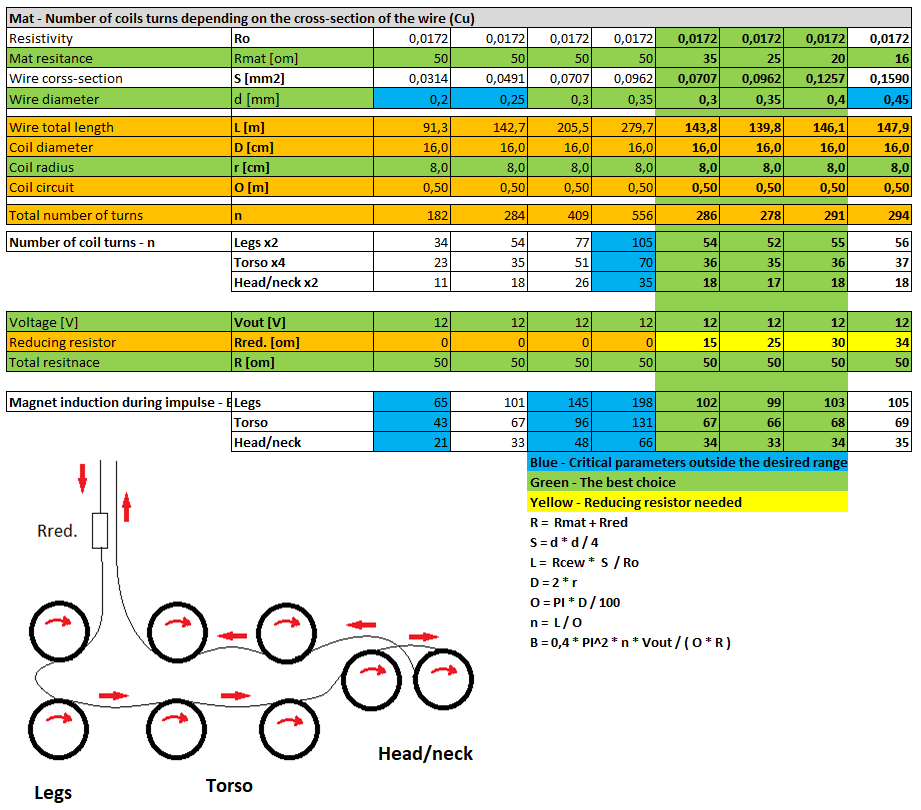 Mat - Number of coils turns depending on the cross-section of the wire (Cu)
Resistivity Ro 0,0172 0,0172 0,0172 0,0172 0,0172 0,0172 0,0172 0,0172
Mat resitance Rmat [om] 50 50 50 50 35 25 20 16
Wire corss-section S [mm2] 0,0314 0,0491 0,0707 0,0962 0,0707 0,0962 0,1257 0,1590
Wire diameter d [mm] 0,2 0,25 0,3 0,35 0,3 0,35 0,4 0,45
Wire total length L [m] 91,3 142,7 205,5 279,7 143,8 139,8 146,1 147,9
Coil diameter D [cm] 16,0 16,0 16,0 16,0 16,0 16,0 16,0 16,0
Coil radius r [cm] 8,0 8,0 8,0 8,0 8,0 8,0 8,0 8,0
Coil circuit O [m] 0,50 0,50 0,50 0,50 0,50 0,50 0,50 0,50
Total number of turns n 182 284 409 556 286 278 291 294
Number of coil turns - n Legs x2 34 54 77 105 54 52 55 56
Torso x4 23 35 51 70 36 35 36 37
Head/neck x2 11 18 26 35 18 17 18 18
Voltage [V] Vout [V] 12 12 12 12 12 12 12 12
Reducing resistor Rred. [om] 0 0 0 0 15 25 30 34
Total resitnace R [om] 50 50 50 50 50 50 50 50
Magnet induction during impulse - Legs 65 101 145 198 102 99 103 105
Torso 43 67 96 131 67 66 68 69
Head/neck 21 33 48 66 34 33 34 35
Blue - Critical parameters outside the desired range
Green - The best choice
Yellow - Reducing resistor needed
R = Rmat + Rred
S = d * d / 4
L = Rcew * S / Ro
D = 2 * r
O = PI * D / 100
n = L / O
B = 0,4 * PI^2 * n * Vout / ( O * R )
Rred.
Head/neck
Torso
Legs